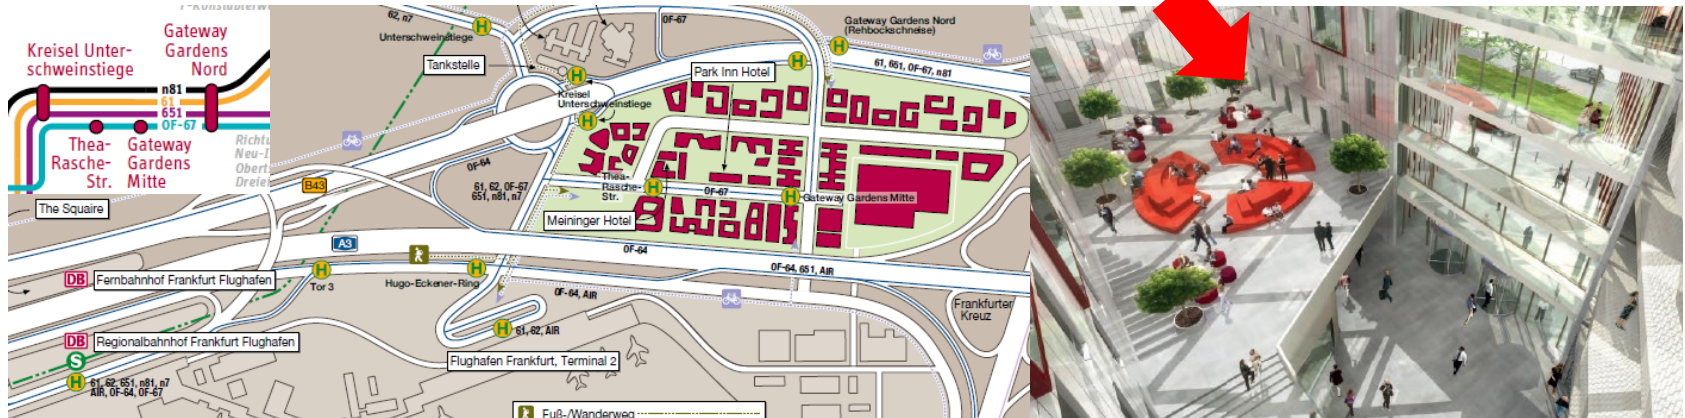 Kreisel Unter-
schweinstiege
Gateway
Gardens
Nord
n81
61
651
OF-67
Thea-
Rasche-
Str.
Gateway
Gardens
Mitte
62, n7
Unterschweinstiege
H
OF-67
Gateway Gardens Nord
(Rehbockschneise)
H
Tankstelle
H
Park Inn Hotel
H
61, 651, OF-67, n81
Kreisel
Unterschweinstiege
H
OF-64
B43
61, 62, OF-67
651, n81, n7
Thea-
Rasche-
Str.
H
OF-67
H
Gateway Gardens Mitte
The Squaire
Meininger Hotel
A3
OF-64
OF-64, 651, AIR
DB
Fernbahnhof Frankfurt Flughafen
H
Tor 3
H
Hugo-Eckener-Ring
OF-64, AIR
Frankfurter
Kreuz
H
61, 62, AIR
DB
Regionalbahnhof Frankfurt Flughafen
S
Flughafen Frankfurt, Terminal 2
H
61, 62, 651, n81, n7
AIR, OF-64, OF-67
Fuß-/Wanderweg